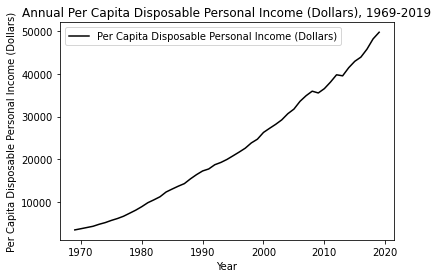 Annual Per Capita Disposable Personal Income (Dollars), 1969-2019
Per Capita Disposable Personal Income (Dollars)
Per Capita Disposable Personal Income (Dollars)
50000
40000
30000
20000
10000
1970
1980
1990
2000
2010
2020
Year